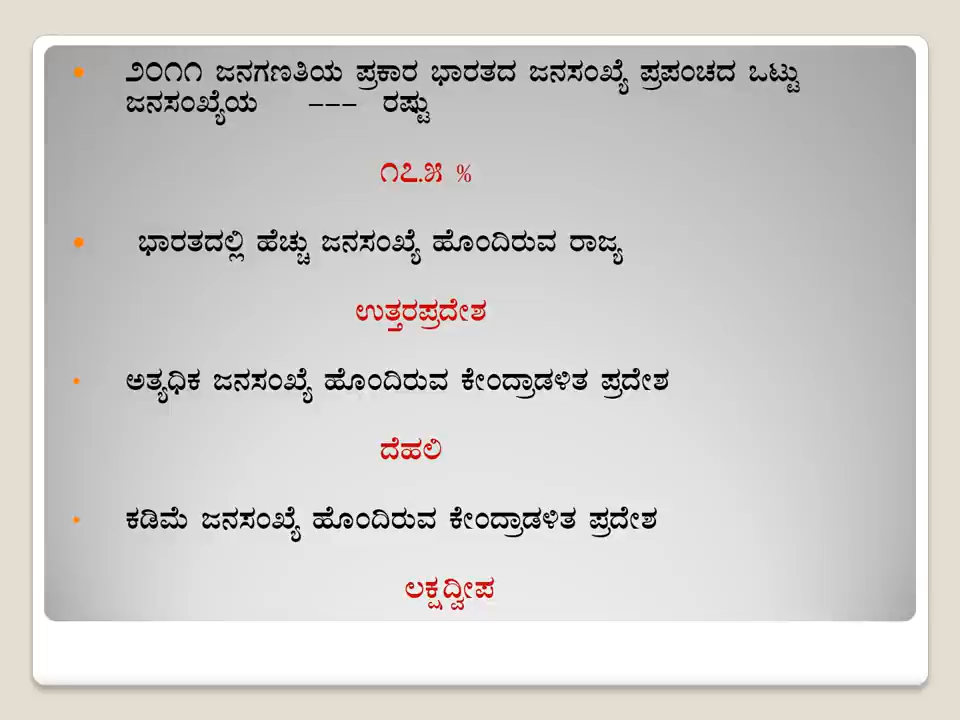 ೨೦೧೧ ಜನಗಣತಿಯ ಪ್ರಕಾರ ಭಾರತದ ಜನಸಂಖ್ಯೆ ಪ್ರಪಂಚದ ಒಟ್ಟು
ಜನಸಂಖ್ಯೆಯ --- ರಷ್ಟು
೧೭.೫ %
ಭಾರತದಲ್ಲಿ ಹೆಚ್ಚು ಜನಸಂಖ್ಯೆ ಹೊಂದಿರುವ ರಾಜ್ಯ
ಉತ್ತರಪ್ರದೇಶ
ಅತ್ಯಧಿಕ ಜನಸಂಖ್ಯೆ ಹೊಂದಿರುವ ಕೇಂದ್ರಾಡಳಿತ ಪ್ರದೇಶ
ದೆಹಲಿ
ಕಡಿಮೆ ಜನಸಂಖ್ಯೆ ಹೊಂದಿರುವ ಕೇಂದ್ರಾಡಳಿತ ಪ್ರದೇಶ
ಲಕ್ಷದ್ವೀಪ